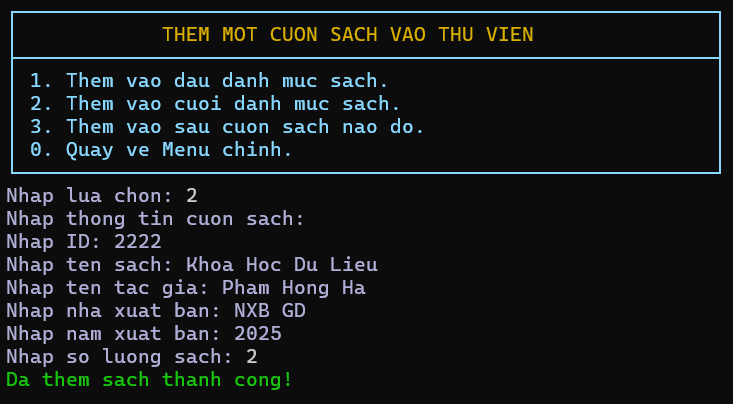 THEM MOT CUON SACH VAO THU VIEN
1. Them vao dau danh muc sach.
2. Them vao cuoi danh muc sach.
3. Them vao sau cuon sach nao do.
0. Quay ve Menu chinh.
Nhap lua chon: 2
Nhap thong tin cuon sach:
Nhap ID: 2222
Nhap ten sach: Khoa Hoc Du Lieu
Nhap ten tac gia: Pham Hong Ha
Nhap nha xuat ban: NXB GD
Nhap nam xuat ban: 2025
Nhap so luong sach: 2
Da them sach thanh cong!